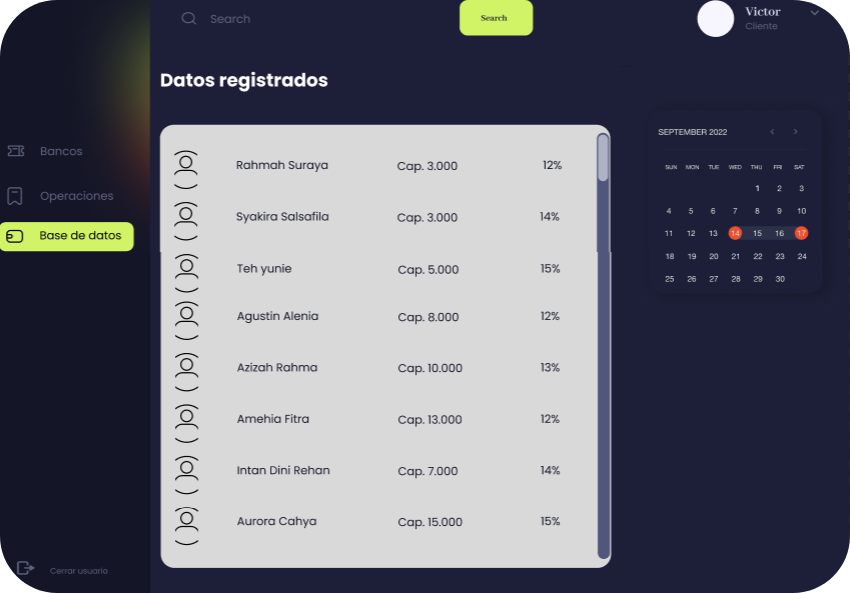 Search
Search
Victor
Cliente
Datos registrados
Bancos
Operaciones
Base de datos
Cerrar usuario
Rahmah Suraya Cap. 3.000 12%
Syakira Salsafila Cap. 3.000 14%
Teh yunie Cap. 5.000 15%
Agustin Alenia Cap. 8.000 12%
Azizah Rahma Cap. 10.000 13%
Amehia Fitra Cap. 13.000 12%
Intan Dini Rehan Cap. 7.000 14%
Aurora Cahya Cap. 15.000 15%
SEPTEMBER 2022
SUN MON TUE WED THU FRI SAT
1 2 3
4 5 6 7 8 9 10
11 12 13 14 15 16 17
18 19 20 21 22 23 24
25 26 27 28 29 30